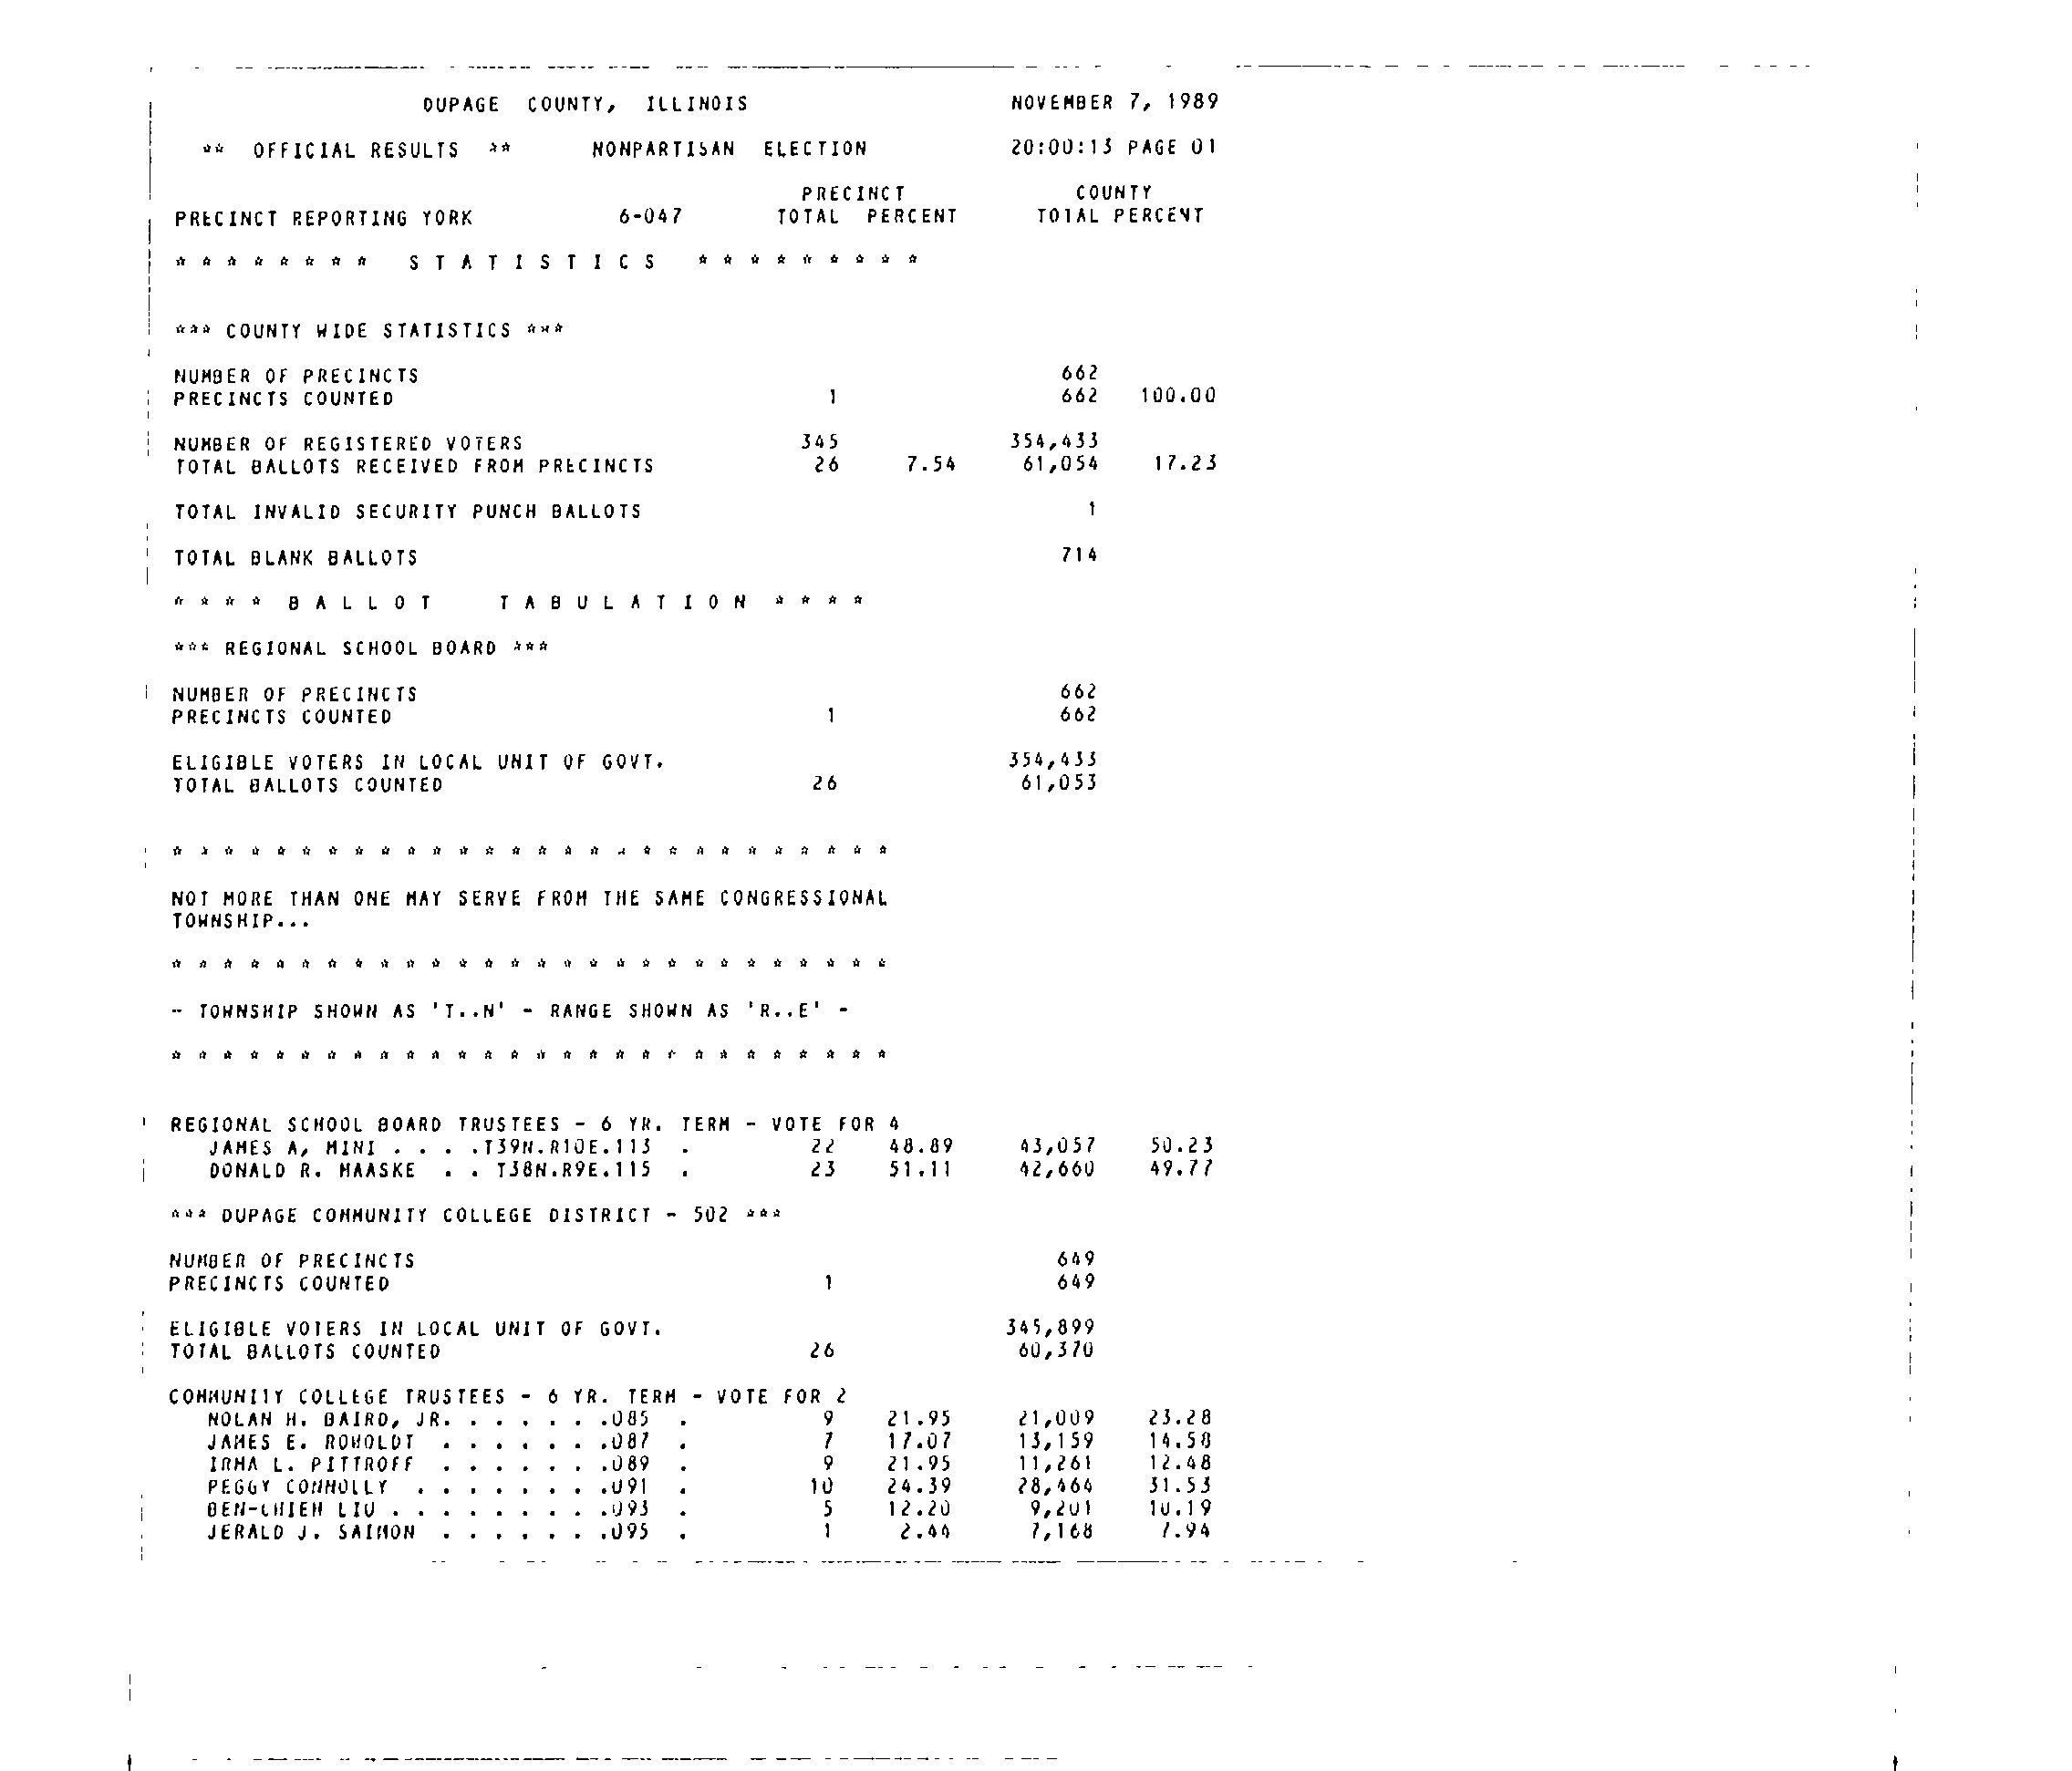 DUPAGE COUNTY, ILLINOIS NOVEMBER 7, 1989
** OFFICIAL RESULTS ** NONPARTISAN ELECTION 20:00:13 PAGE 01
PRECINCT COUNTY
PRECINCT REPORTING YORK 6-047 TOTAL PERCENT TOTAL PERCENT
* * * * * * * * S T A T I S T I C S * * * * * * * * *
*** COUNTY WIDE STATISTICS ***
NUMBER OF PRECINCTS 662
PRECINCTS COUNTED 1 662 100.00
NUMBER OF REGISTERED VOTERS 345 354,433
TOTAL BALLOTS RECEIVED FROM PRECINCTS 26 7.54 61,054 17.23
TOTAL INVALID SECURITY PUNCH BALLOTS 1
TOTAL BLANK BALLOTS 714
* * * * B A L L O T T A B U L A T I O N * * * *
*** REGIONAL SCHOOL BOARD ***
NUMBER OF PRECINCTS 662
PRECINCTS COUNTED 1 662
ELIGIBLE VOTERS IN LOCAL UNIT OF GOVT. 354,433
TOTAL BALLOTS COUNTED 26 61,053
* * * * * * * * * * * * * * * * * * * * * * * * * * * *
NOT MORE THAN ONE MAY SERVE FROM THE SAME CONGRESSIONAL
TOWNSHIP...
* * * * * * * * * * * * * * * * * * * * * * * * * * * *
- TOWNSHIP SHOWN AS 'T..N' - RANGE SHOWN AS 'R..E' -
* * * * * * * * * * * * * * * * * * * * * * * * * * * *
REGIONAL SCHOOL BOARD TRUSTEES - 6 YR. TERM - VOTE FOR 4
JAMES A. MINI . . . .T39N.R10E.113 . 22 48.89 43,057 50.23
DONALD R. MAASKE . . T38N.R9E.115 . 23 51.11 42,660 49.77
*** DUPAGE COMMUNITY COLLEGE DISTRICT - 502 ***
NUMBER OF PRECINCTS 649
PRECINCTS COUNTED 1 649
ELIGIBLE VOTERS IN LOCAL UNIT OF GOVT. 345,899
TOTAL BALLOTS COUNTED 26 60,370
COMMUNITY COLLEGE TRUSTEES - 6 YR. TERM - VOTE FOR 2
NOLAN H. BAIRD, JR. . . . . . .085 . 9 21.95 21,009 23.28
JAMES E. ROWOLDT . . . . . . .087 . 7 17.07 13,159 14.58
IRMA L. PITTROFF . . . . . . .089 . 9 21.95 11,261 12.48
PEGGY CONNOLLY . . . . . . . .091 . 10 24.39 28,464 31.53
BEN-CHIEH LIU . . . . . . . . .093 . 5 12.20 9,201 10.19
JERALD J. SAIMON . . . . . . .095 . 1 2.44 7,168 7.94